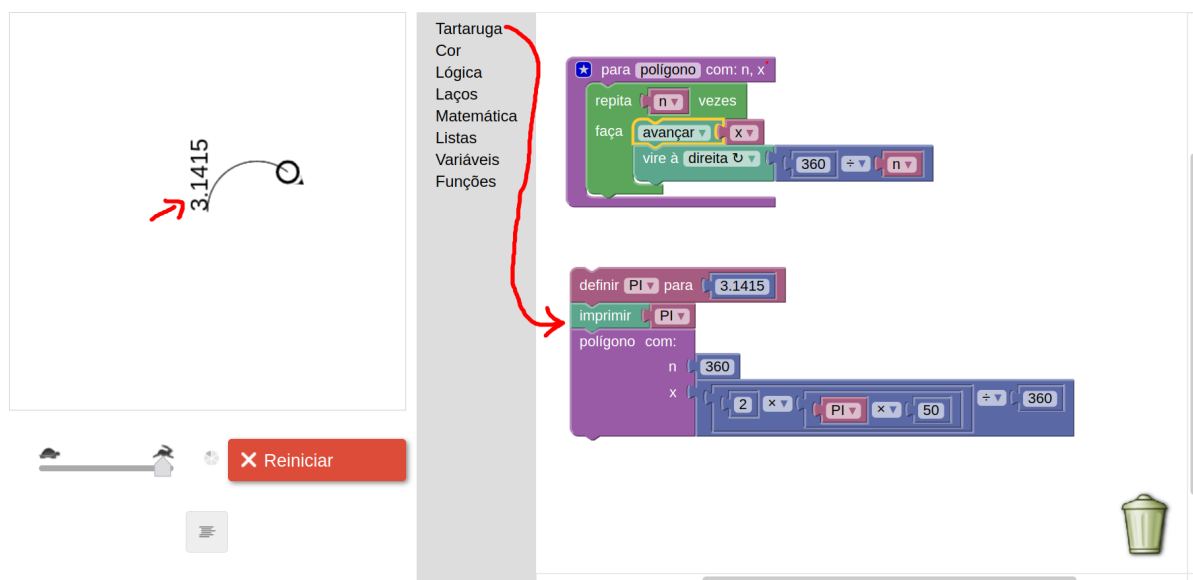 3.1415
Reiniciar
Tartaruga
Cor
Lógica
Laços
Matemática
Listas
Variáveis
Funções
para polígono com: n, x
repita n vezes
faça avançar x
vire à direita ↻ 360 ÷ n
definir PI para 3.1415
imprimir PI
polígono com:
n 360
x 2 × PI × 50 ÷ 360